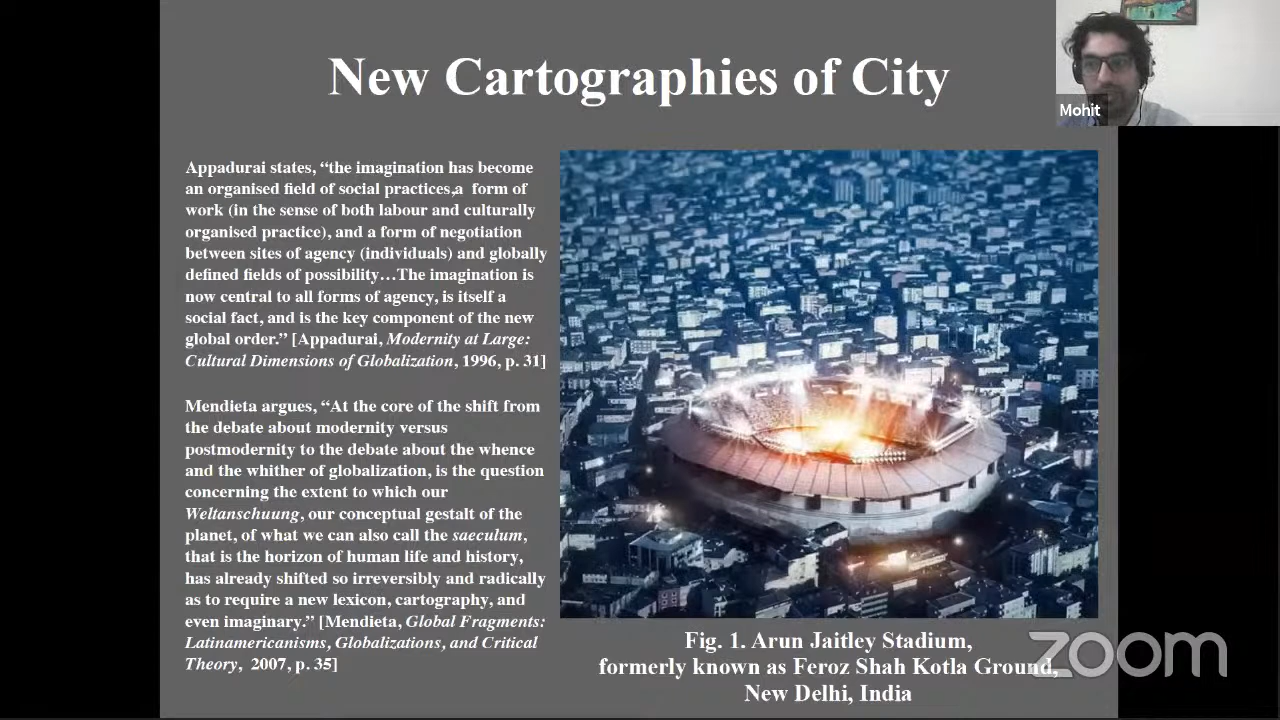 New Cartographies of City
Mohit
Appadurai states, “the imagination has become
an organised field of social practices,a form of
work (in the sense of both labour and culturally
organised practice), and a form of negotiation
between sites of agency (individuals) and globally
defined fields of possibility…The imagination is
now central to all forms of agency, is itself a
social fact, and is the key component of the new
global order.” [Appadurai, Modernity at Large:
Cultural Dimensions of Globalization, 1996, p. 31]
Mendieta argues, “At the core of the shift from
the debate about modernity versus
postmodernity to the debate about the whence
and the whither of globalization, is the question
concerning the extent to which our
Weltanschuung, our conceptual gestalt of the
planet, of what we can also call the saeculum,
that is the horizon of human life and history,
has already shifted so irreversibly and radically
as to require a new lexicon, cartography, and
even imaginary.” [Mendieta, Global Fragments:
Latinamericanisms, Globalizations, and Critical
Theory, 2007, p. 35]
Fig. 1. Arun Jaitley Stadium,
formerly known as Feroz Shah Kotla Ground,
New Delhi, India
zoom